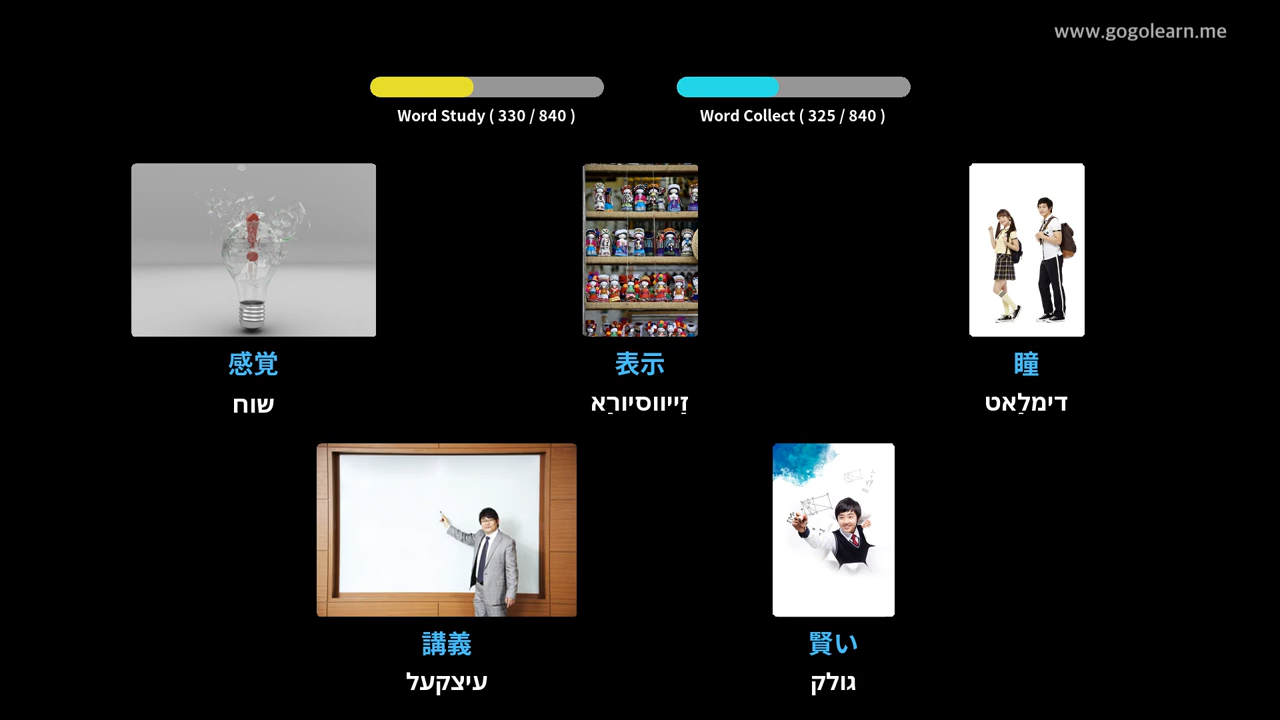 www.gogolearn.me
Word Study ( 330 / 840 )
Word Collect ( 325 / 840 )
感覚
表示
瞳
שוח
זַייווסיורַא
דימלַאט
講義
賢い
עיצקעל
גולק